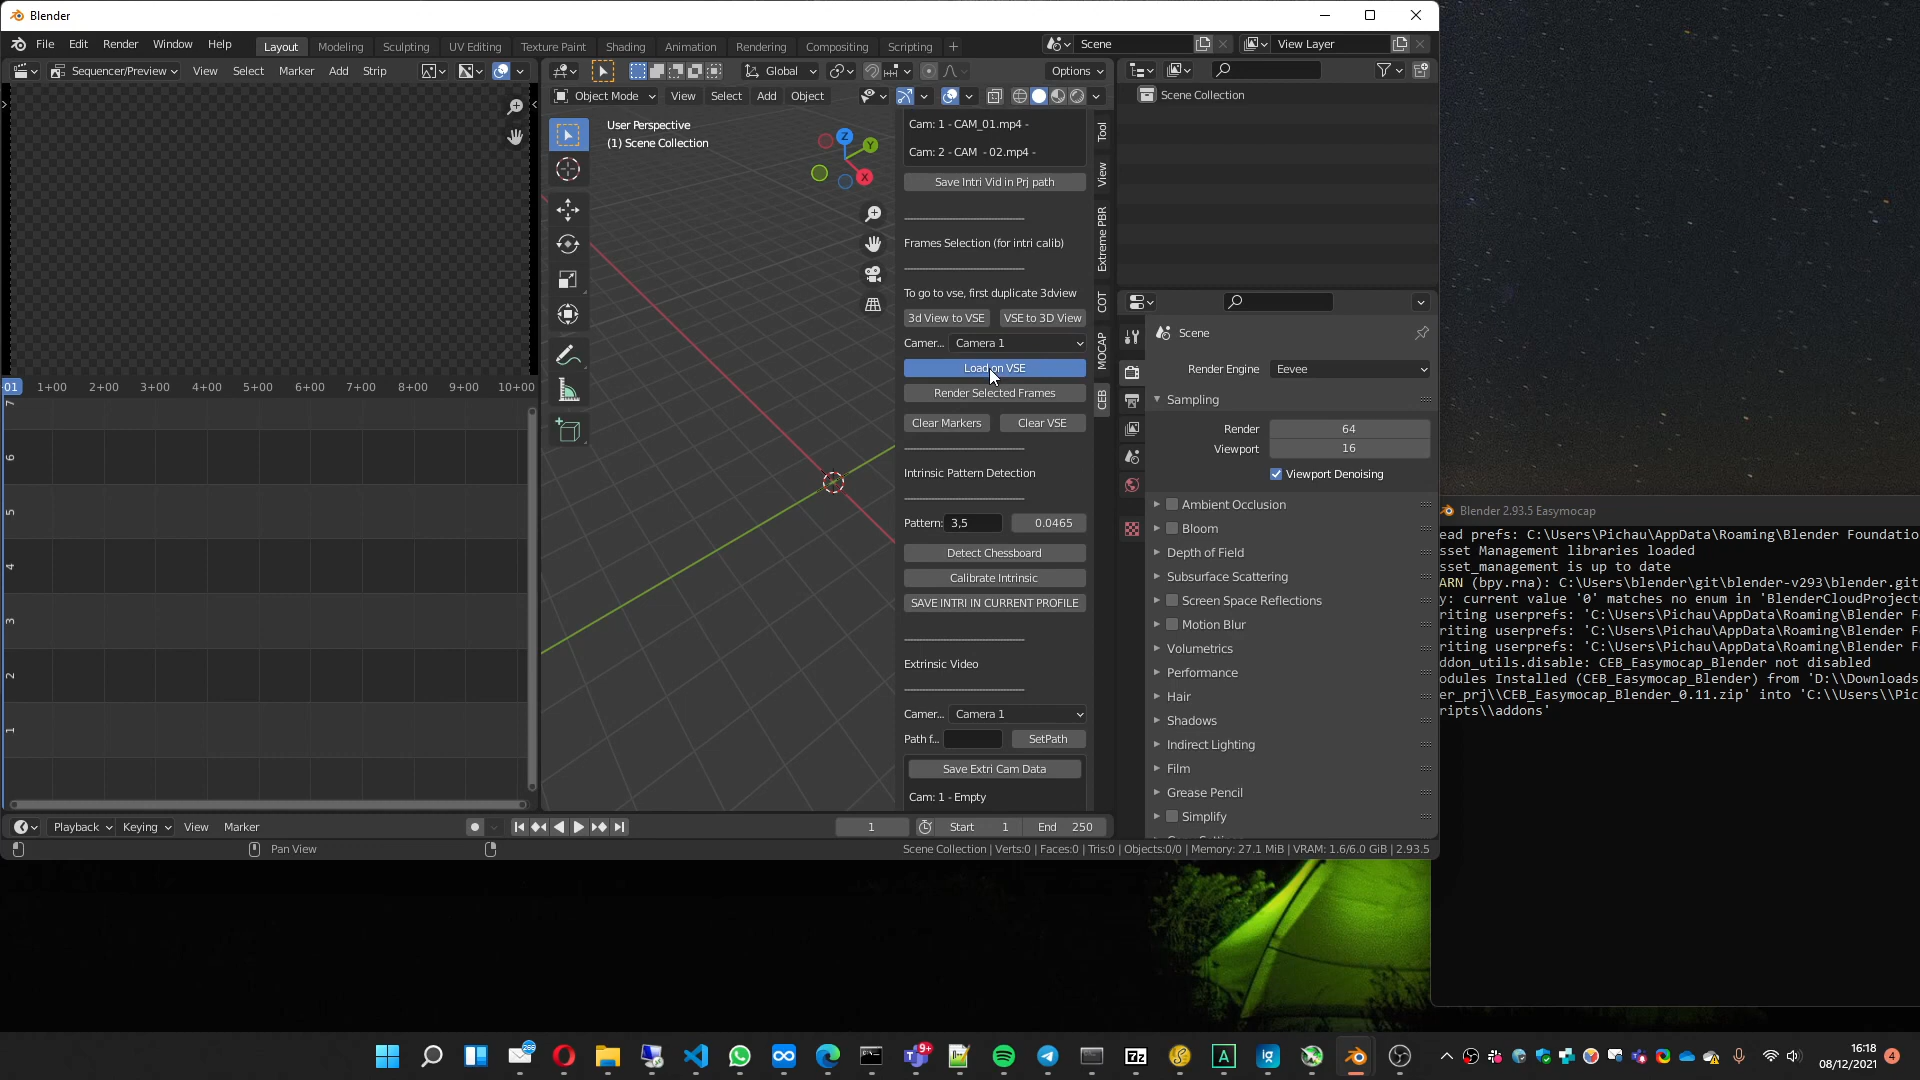 Blender
File Edit Render Window Help
Layout Modeling Sculpting UV Editing Texture Paint Shading Animation Rendering Compositing Scripting +
Scene
View Layer
Sequencer/Preview View Select Marker Add Strip
Global
Options
Object Mode View Select Add Object
User Perspective
(1) Scene Collection
Z
Y
X
Cam: 1 - CAM_01.mp4 -
Cam: 2 - CAM - 02.mp4 -
Save Intri Vid in Prj path
Frames Selection (for intri calib)
To go to vse, first duplicate 3dview
3d View to VSE VSE to 3D View
Camer... Camera 1
Load on VSE
Render Selected Frames
Clear Markers Clear VSE
Intrinsic Pattern Detection
Pattern: 3,5 0.0465
Detect Chessboard
Calibrate Intrinsic
SAVE INTRI IN CURRENT PROFILE
Extrinsic Video
Camer... Camera 1
Path f... SetPath
Save Extri Cam Data
Cam: 1 - Empty
Tool
View
Extreme PBR
COT
MOCAP
CEB
Scene Collection
Scene
Render Engine Eevee
Sampling
Render 64
Viewport 16
Viewport Denoising
Ambient Occlusion
Bloom
Depth of Field
Subsurface Scattering
Screen Space Reflections
Motion Blur
Volumetrics
Performance
Hair
Shadows
Indirect Lighting
Film
Grease Pencil
Simplify
01 1+00 2+00 3+00 4+00 5+00 6+00 7+00 8+00 9+00 10+00
7
6
5
4
3
2
1
Playback Keying View Marker
1 Start 1 End 250
Pan View
Scene Collection | Verts:0 | Faces:0 | Tris:0 | Objects:0/0 | Memory: 27.1 MiB | VRAM: 1.6/6.0 GiB | 2.93.5
Blender 2.93.5 Easymocap
ead prefs: C:\Users\Pichau\AppData\Roaming\Blender Foundatio
sset Management libraries loaded
sset_management is up to date
ARN (bpy.rna): C:\Users\blender\git\blender-v293\blender.git
y: current value '0' matches no enum in 'BlenderCloudProject
riting userprefs: 'C:\Users\Pichau\AppData\Roaming\Blender F
riting userprefs: 'C:\Users\Pichau\AppData\Roaming\Blender F
riting userprefs: 'C:\Users\Pichau\AppData\Roaming\Blender F
ddon_utils.disable: CEB_Easymocap_Blender not disabled
odules Installed (CEB_Easymocap_Blender) from 'D:\\Downloads
er_prj\\CEB_Easymocap_Blender_0.11.zip' into 'C:\\Users\\Pic
ripts\\addons'
266
9+
7z
A
16:18
08/12/2021
4